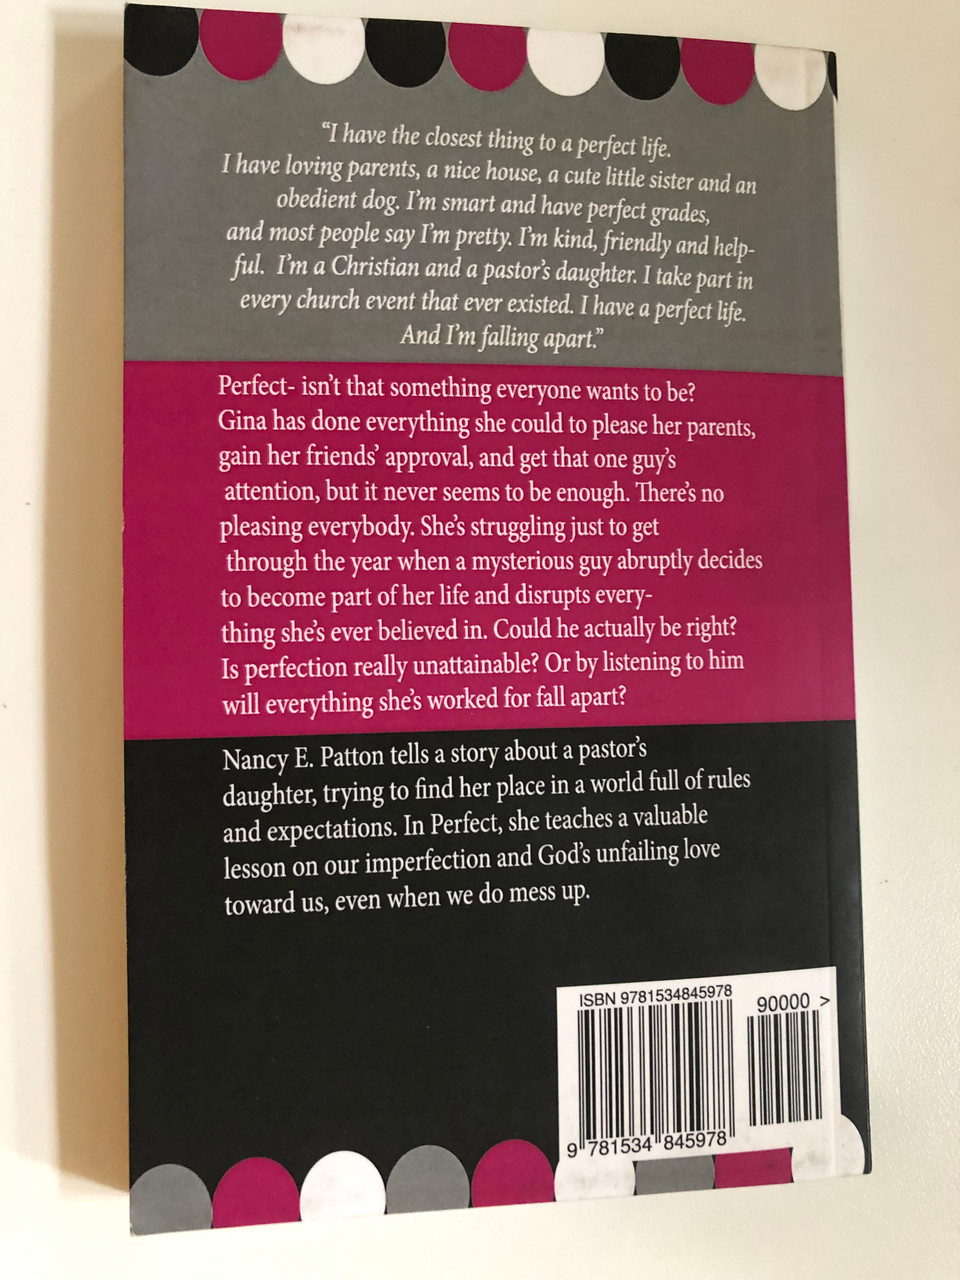 “I have the closest thing to a perfect life.
I have loving parents, a nice house, a cute little sister and an
obedient dog. I’m smart and have perfect grades,
and most people say I’m pretty. I’m kind, friendly and help-
ful.  I’m a Christian and a pastor’s daughter. I take part in
every church event that ever existed. I have a perfect life.
And I’m falling apart.”
Perfect- isn’t that something everyone wants to be?
Gina has done everything she could to please her parents,
gain her friends’ approval, and get that one guy’s
attention, but it never seems to be enough. There’s no
pleasing everybody. She’s struggling just to get
through the year when a mysterious guy abruptly decides
to become part of her life and disrupts every-
thing she’s ever believed in. Could he actually be right?
Is perfection really unattainable? Or by listening to him
will everything she’s worked for fall apart?
Nancy E. Patton tells a story about a pastor’s
daughter, trying to find her place in a world full of rules
and expectations. In Perfect, she teaches a valuable
lesson on our imperfection and God’s unfailing love
toward us, even when we do mess up.
ISBN 9781534845978
90000 >
9 781534 845978